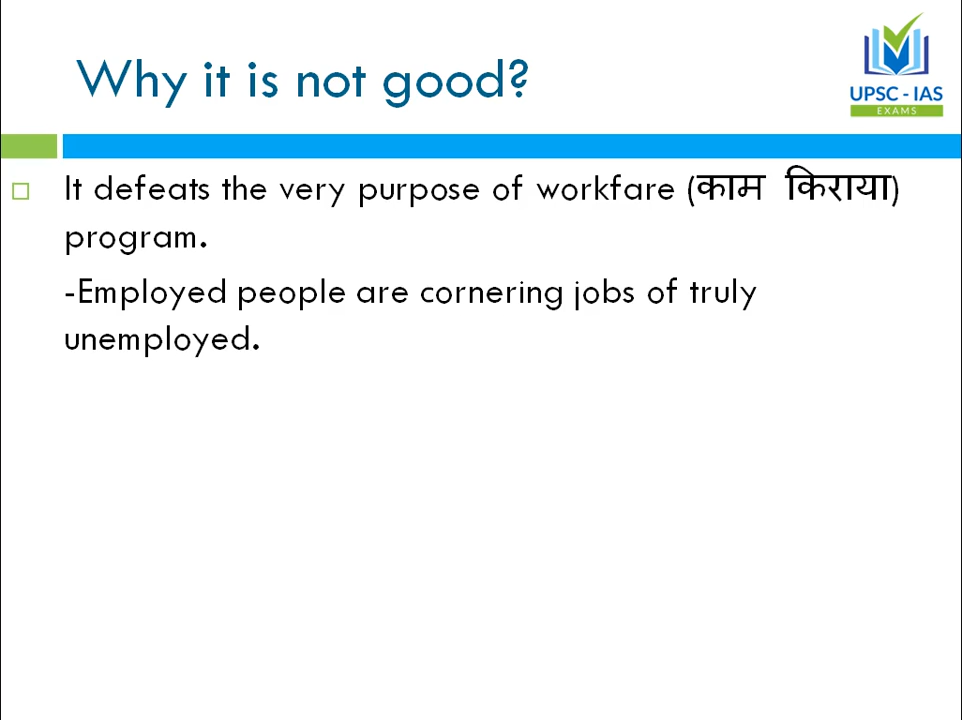 Why it is not good?
UPSC - IAS
EXAMS
It defeats the very purpose of workfare (काम किराया)
program.
-Employed people are cornering jobs of truly
unemployed.